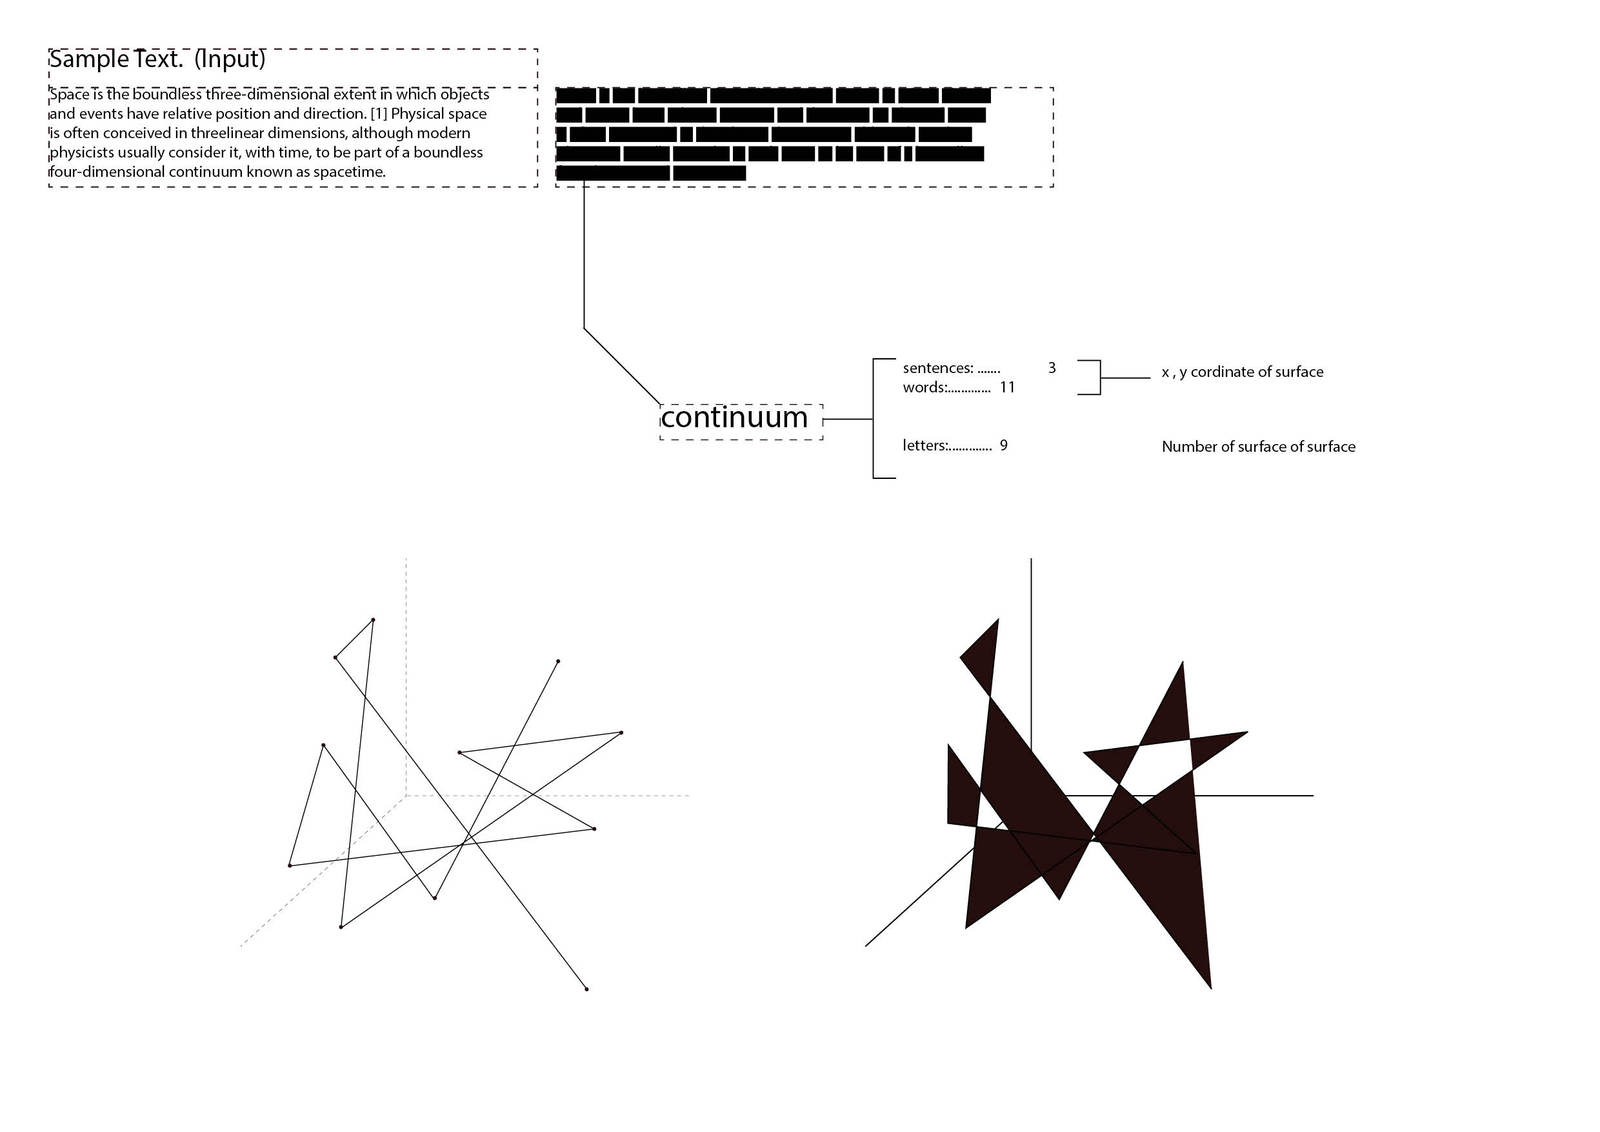 Sample Text.  (Input)
Space is the boundless three-dimensional extent in which objects
and events have relative position and direction. [1] Physical space
is often conceived in threelinear dimensions, although modern
physicists usually consider it, with time, to be part of a boundless
four-dimensional continuum known as spacetime.
continuum
sentences: ....... 3
words:............. 11
x , y cordinate of surface
letters:............. 9
Number of surface of surface